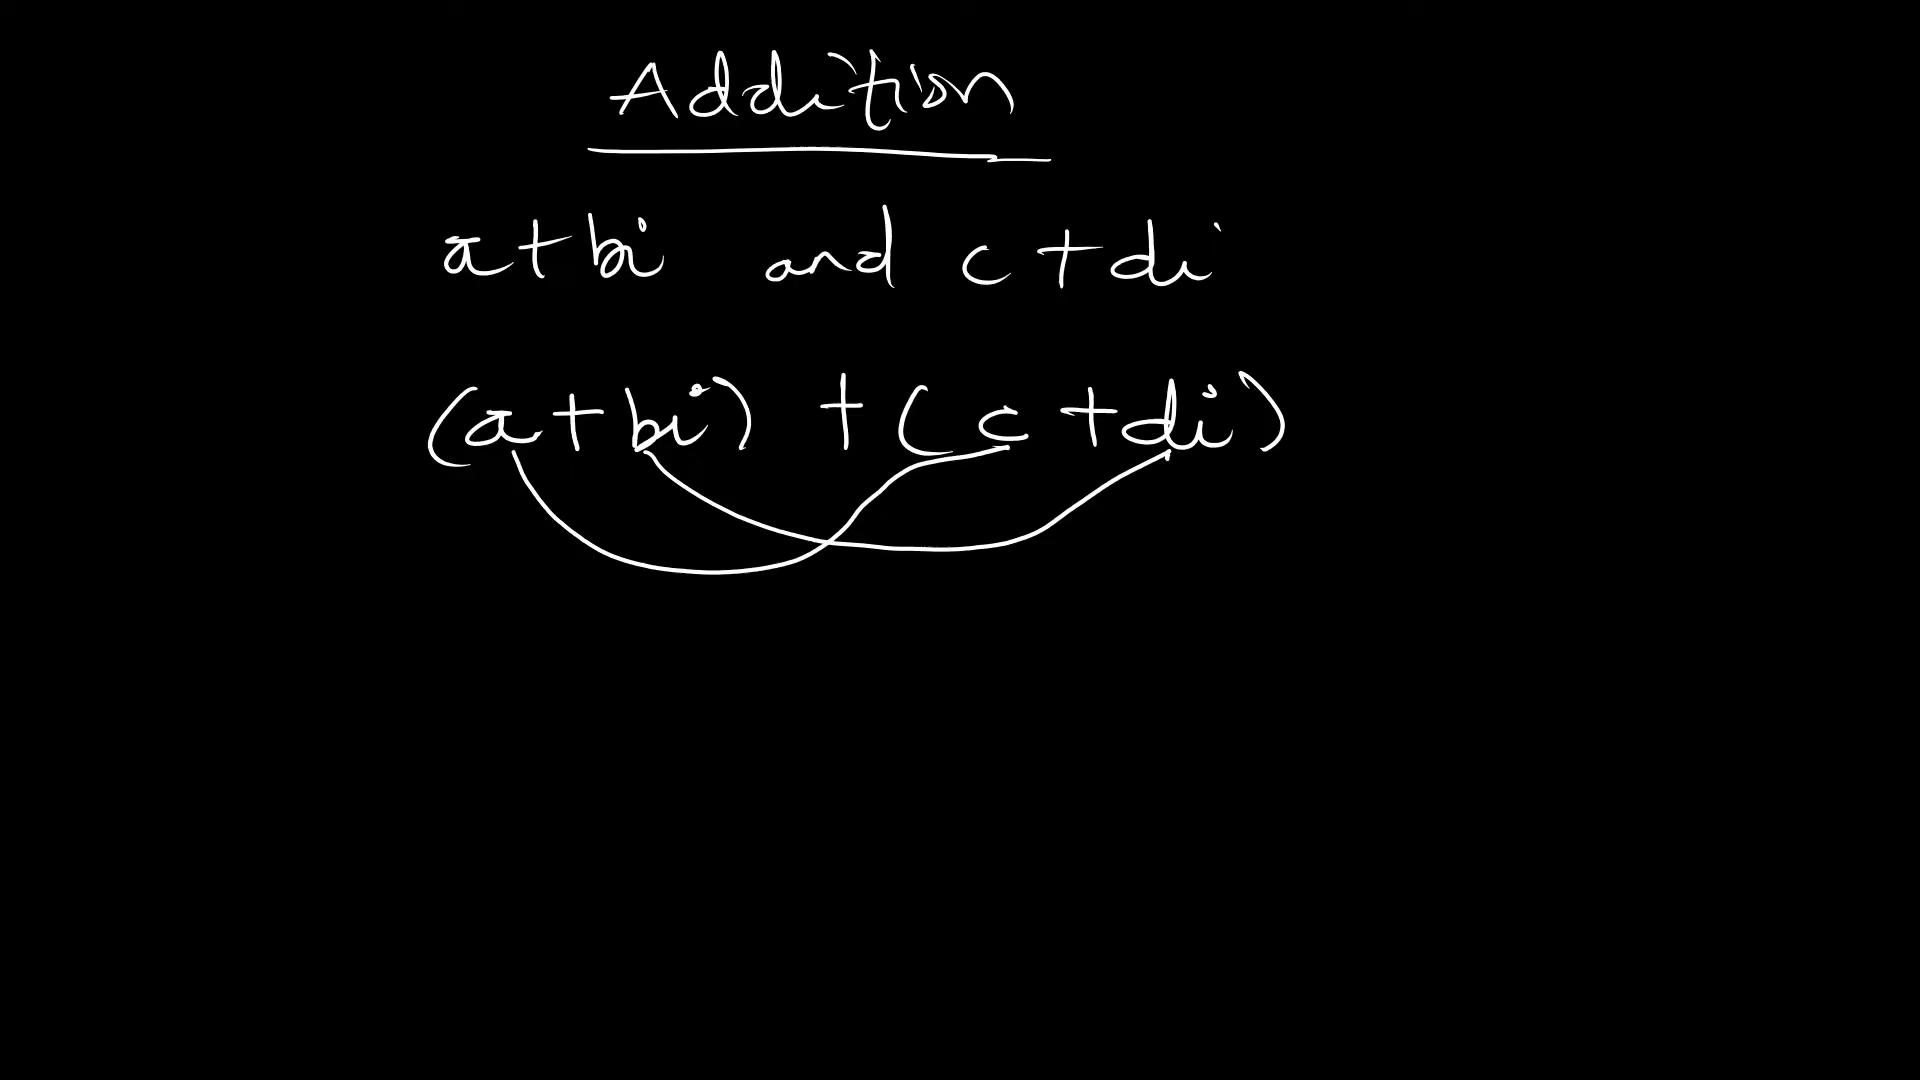 Addition
a + bi and c + di
(a + bi) + (c + di)